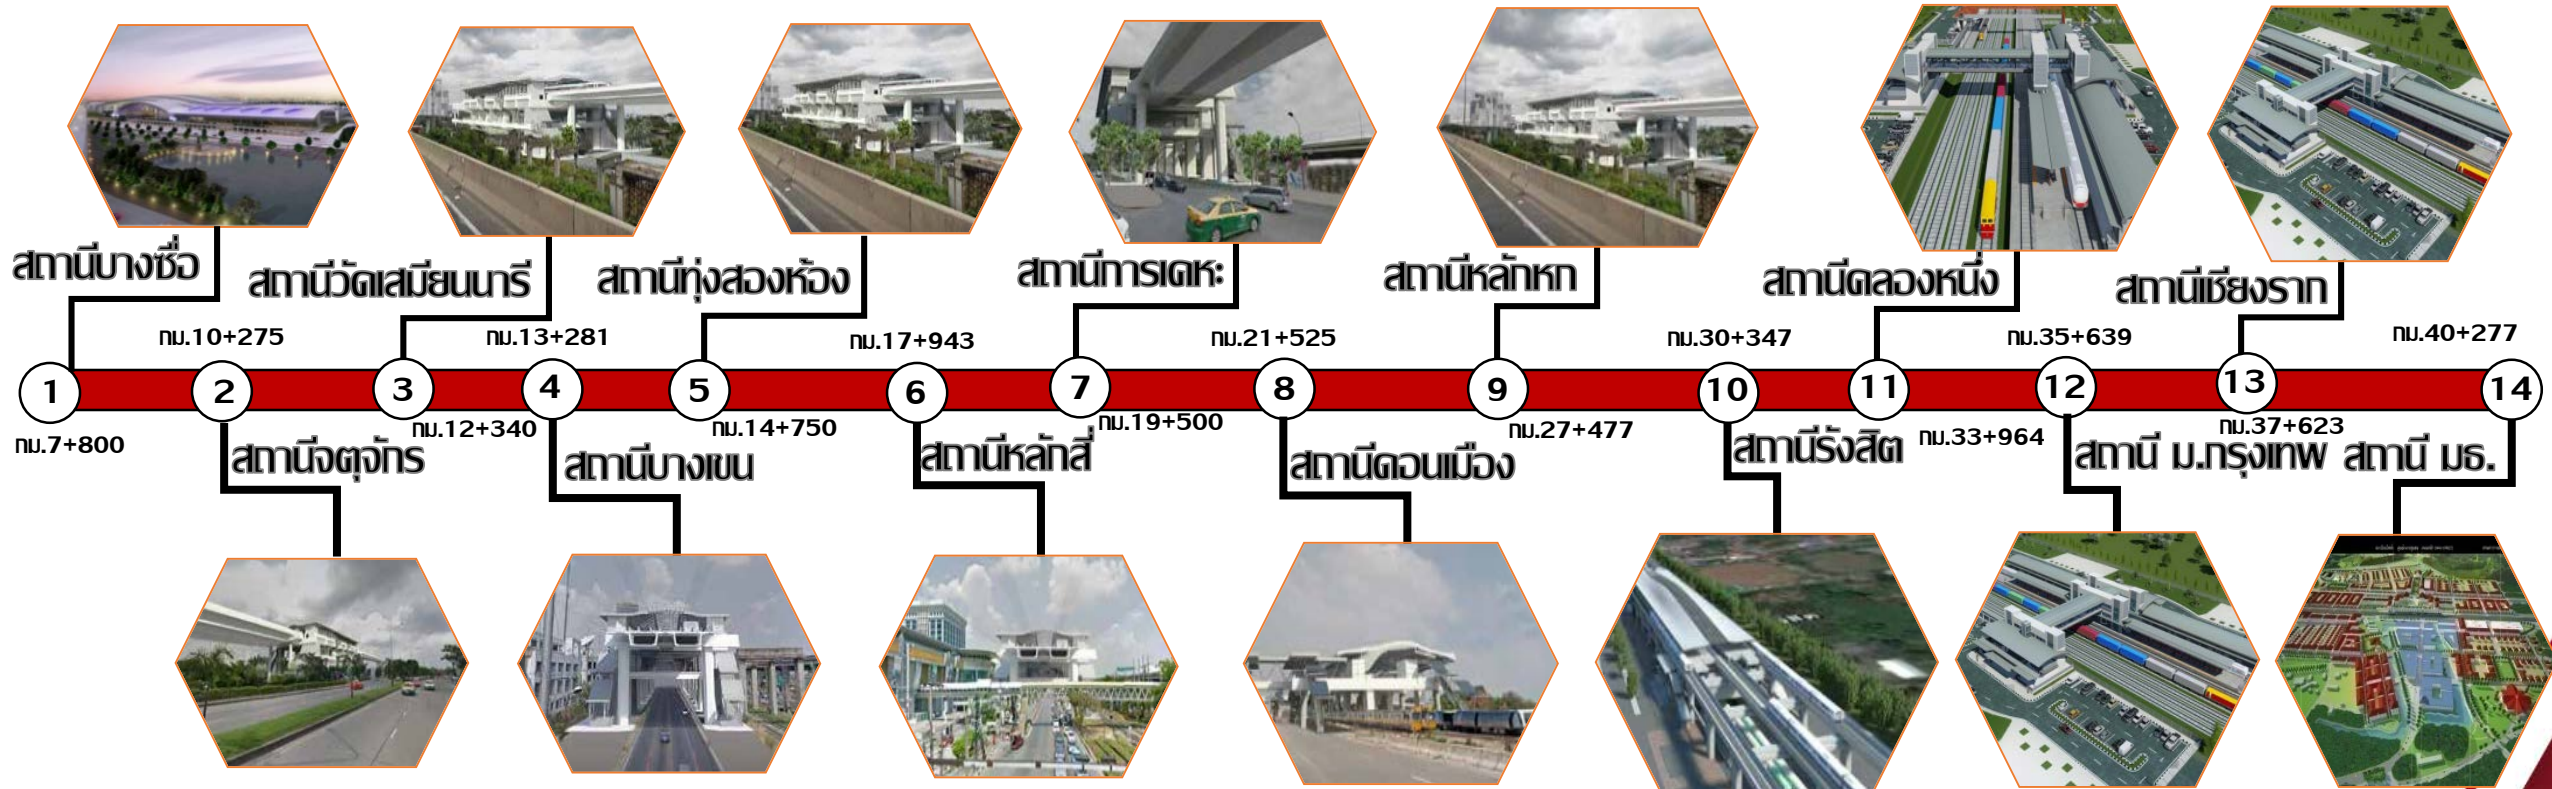 สถานีบางซื่อ
สถานีวัดเสมียนนารี
สถานีทุ่งสองห้อง
สถานีการเคหะ
สถานีหลักหก
สถานีคลองหนึ่ง
สถานีเชียงราก
กม.10+275
กม.13+281
กม.17+943
กม.21+525
กม.30+347
กม.35+639
กม.40+277
1
2
3
4
5
6
7
8
9
10
11
12
13
14
กม.7+800
กม.12+340
กม.14+750
กม.19+500
กม.27+477
กม.33+964
กม.37+623
สถานีจตุจักร
สถานีบางเขน
สถานีหลักสี่
สถานีดอนเมือง
สถานีรังสิต
สถานี ม.กรุงเทพ
สถานี มธ.